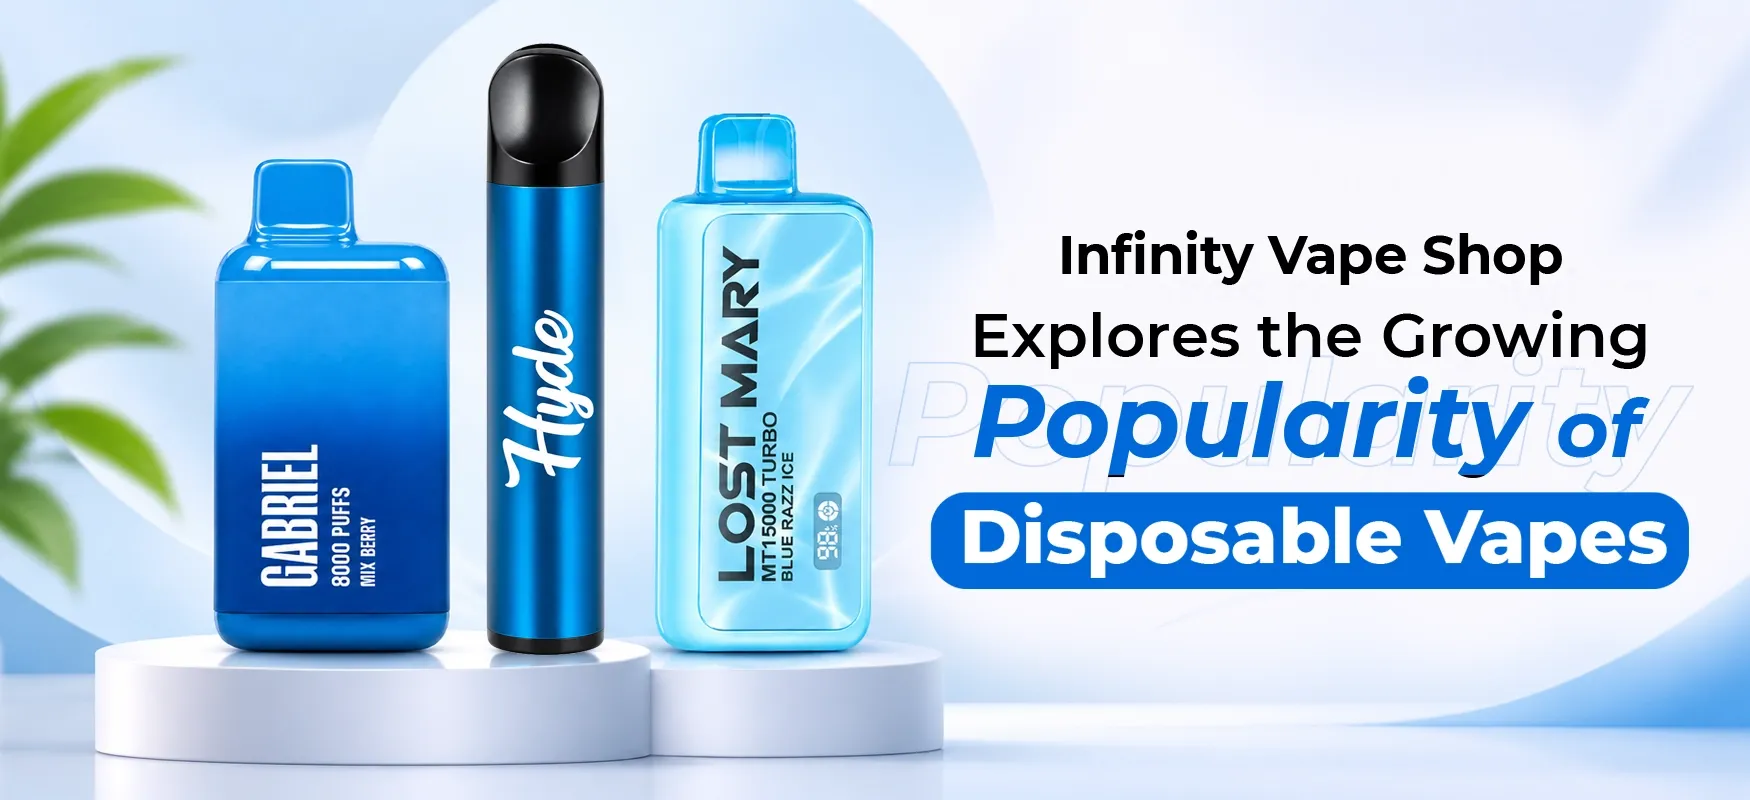 GABRIEL
8000 PUFFS
MIX BERRY
Hyde
LOST MARY
MT15000 TURBO
BLUE RAZZ ICE
98%
Infinity Vape Shop
Explores the Growing
Popularity
Popularity of
Disposable Vapes